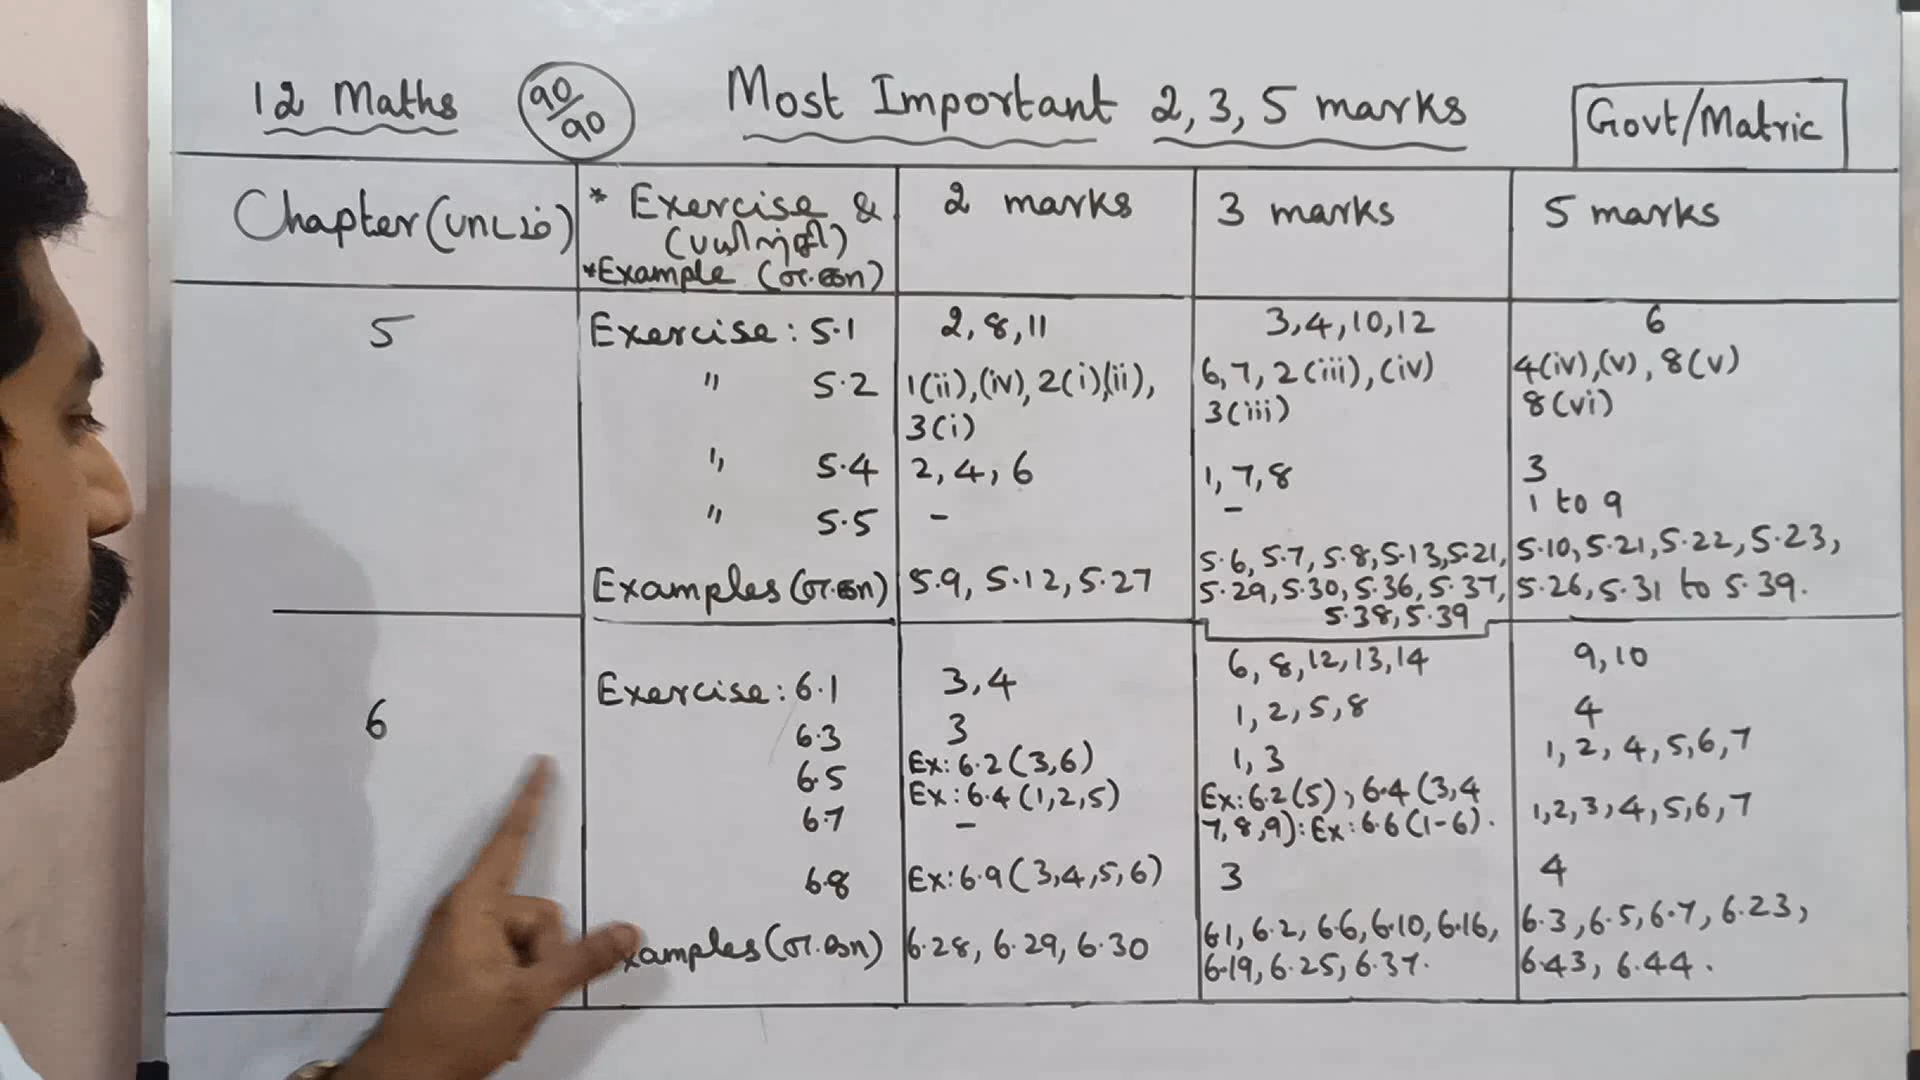 12 Maths 90/90 Most Important 2, 3, 5 marks Govt/Matric
Chapter (பாடம்) * Exercise & 2 marks 3 marks 5 marks
(பயிற்சி)
*Example (எ.கா)
5 Exercise: 5.1 2, 8, 11 3, 4, 10, 12 6
" 5.2 1(ii), (iv), 2(i)(ii), 6, 7, 2(iii), (iv) 4(iv), (v), 8(v)
3(i) 3(iii) 8(vi)
" 5.4 2, 4, 6 1, 7, 8 3
" 5.5 - - 1 to 9
Examples (எ.கா) 5.9, 5.12, 5.27 5.6, 5.7, 5.8, 5.13, 5.21, 5.10, 5.21, 5.22, 5.23,
5.29, 5.30, 5.36, 5.37, 5.26, 5.31 to 5.39.
5.38, 5.39
6 Exercise: 6.1 3, 4 6, 8, 12, 13, 14 9, 10
6.3 3 1, 2, 5, 8 4
6.5 Ex: 6.2 (3,6) 1, 3 1, 2, 4, 5, 6, 7
Ex: 6.4 (1,2,5) Ex: 6.2(5), 6.4 (3,4
6.7 - 7, 8, 9): Ex: 6.6 (1-6). 1, 2, 3, 4, 5, 6, 7
6.8 Ex: 6.9 (3,4,5,6) 3 4
xamples (எ.கா) 6.28, 6.29, 6.30 6.1, 6.2, 6.6, 6.10, 6.16, 6.3, 6.5, 6.7, 6.23,
6.19, 6.25, 6.37. 6.43, 6.44.